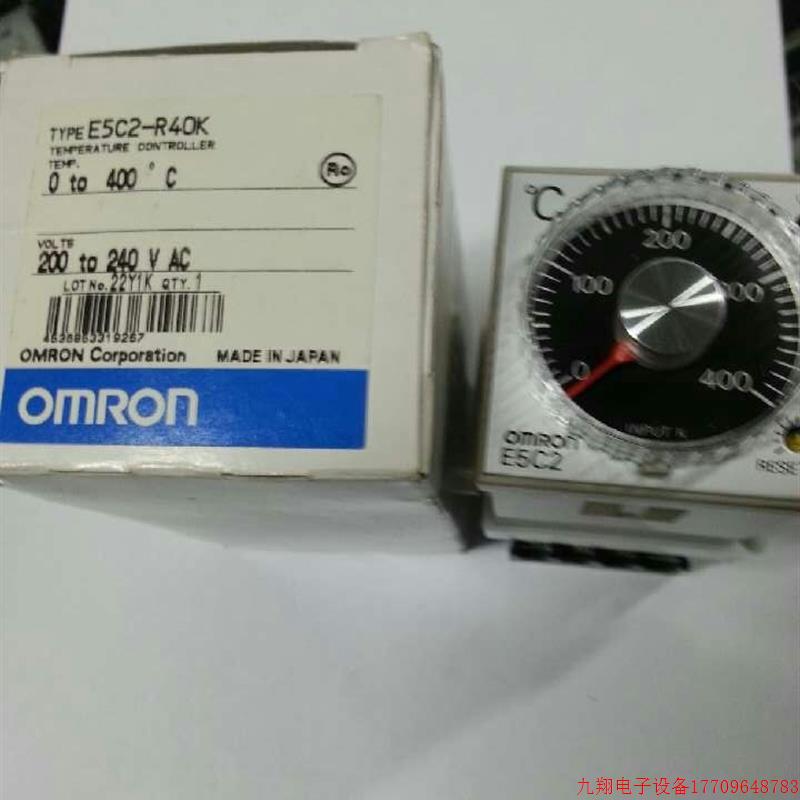 TYPE E5C2-R40K
TEMPERATURE CONTROLLER
TEMP.
0 to 400 °C
Ro
VOLTS
200 to 240 V AC
LOT No. 22Y1K QTY. 1
4536853319267
OMRON Corporation MADE IN JAPAN
OMRON
°C
0
100
200
300
400
INPUT K
OMRON
E5C2
RESET
九翔电子设备17709648783